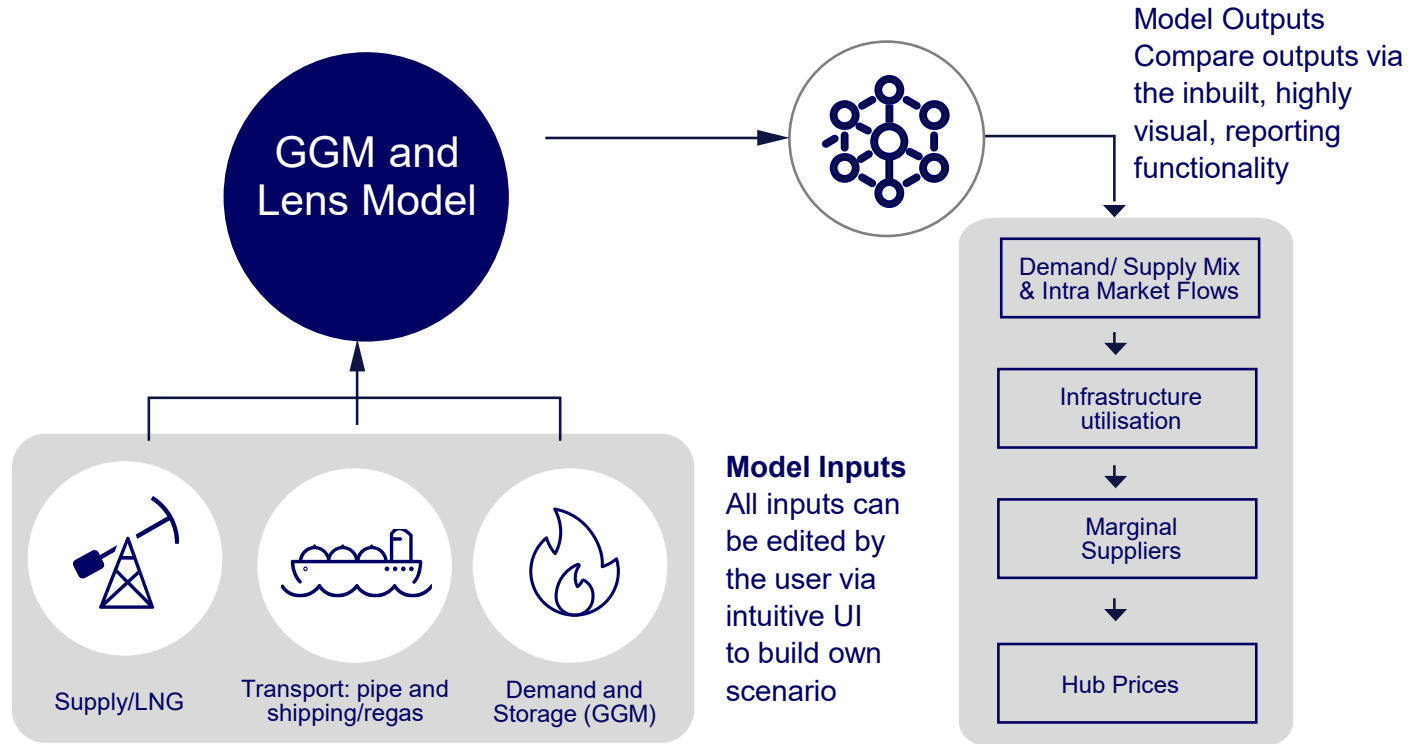 GGM and
Lens Model
Model Outputs
Compare outputs via
the inbuilt, highly
visual, reporting
functionality
Demand/ Supply Mix
& Intra Market Flows
Infrastructure
utilisation
Marginal
Suppliers
Hub Prices
Model Inputs
All inputs can
be edited by
the user via
intuitive UI
to build own
scenario
Supply/LNG
Transport: pipe and
shipping/regas
Demand and
Storage (GGM)